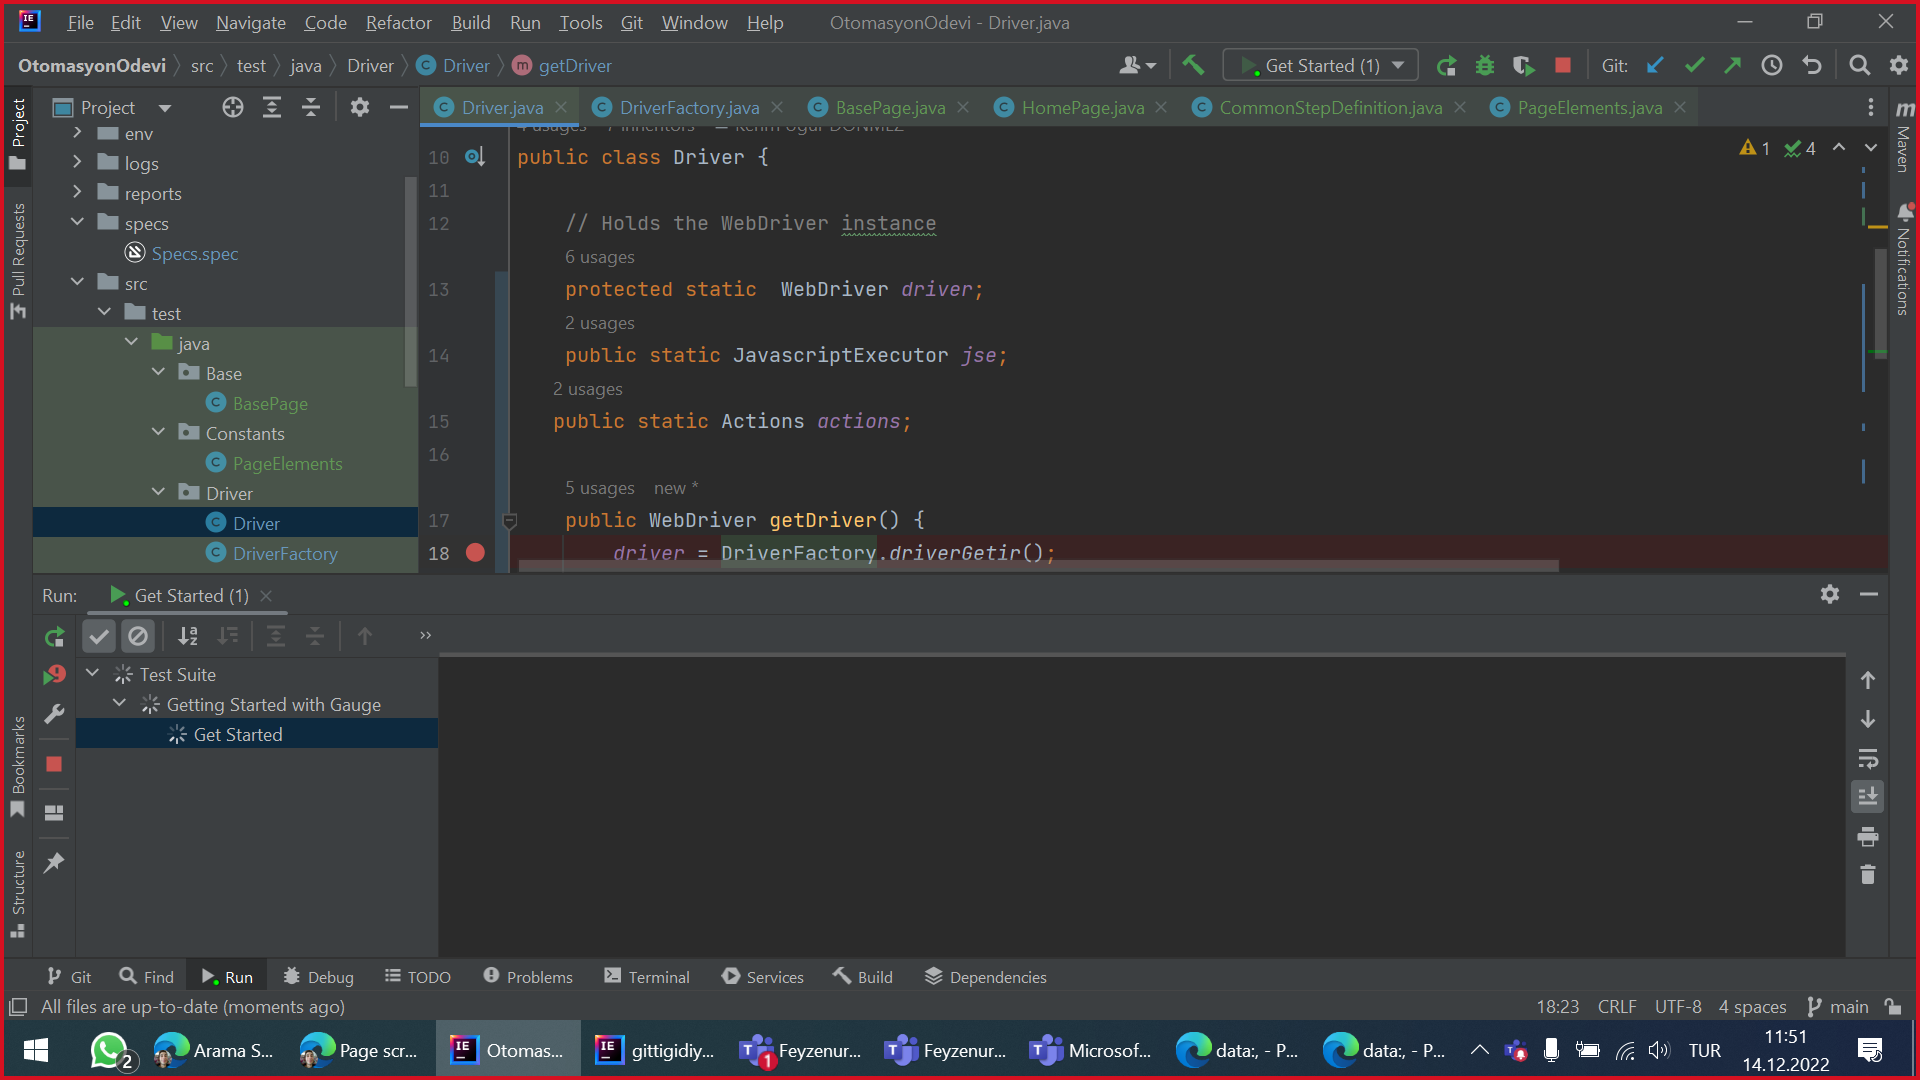 File Edit View Navigate Code Refactor Build Run Tools Git Window Help OtomasyonOdevi - Driver.java
OtomasyonOdevi src test java Driver Driver getDriver Get Started (1) Git:
Project Driver.java DriverFactory.java BasePage.java HomePage.java CommonStepDefinition.java PageElements.java
Project
Pull Requests
Bookmarks
Structure
env
logs
reports
specs
Specs.spec
src
test
java
Base
BasePage
Constants
PageElements
Driver
Driver
DriverFactory
10 public class Driver {
11
12 // Holds the WebDriver instance
6 usages
13 protected static WebDriver driver;
2 usages
14 public static JavascriptExecutor jse;
2 usages
15 public static Actions actions;
16
5 usages new *
17 public WebDriver getDriver() {
18 driver = DriverFactory.driverGetir();
1 4
Maven
Notifications
Run: Get Started (1)
Test Suite
Getting Started with Gauge
Get Started
Git Find Run Debug TODO Problems Terminal Services Build Dependencies
All files are up-to-date (moments ago) 18:23 CRLF UTF-8 4 spaces main
2 Arama S... Page scr... Otomas... gittigidiy... 1 Feyzenur... Feyzenur... Microsof... data:, - P... data:, - P... TUR 11:51
14.12.2022